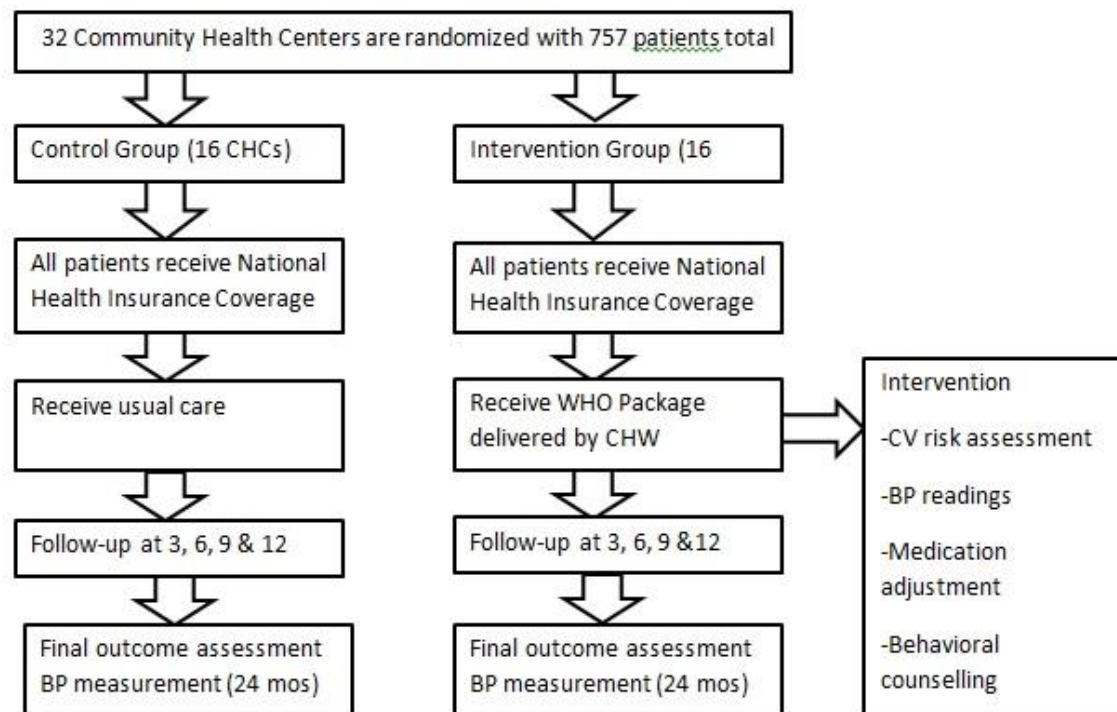 32 Community Health Centers are randomized with 757 patients total
Control Group (16 CHCs)
Intervention Group (16
All patients receive National
Health Insurance Coverage
All patients receive National
Health Insurance Coverage
Receive usual care
Receive WHO Package
delivered by CHW
Intervention
-CV risk assessment
-BP readings
-Medication
adjustment
-Behavioral
counselling
Follow-up at 3, 6, 9 & 12
Follow-up at 3, 6, 9 &12
Final outcome assessment
BP measurement (24 mos)
Final outcome assessment
BP measurement (24 mos)